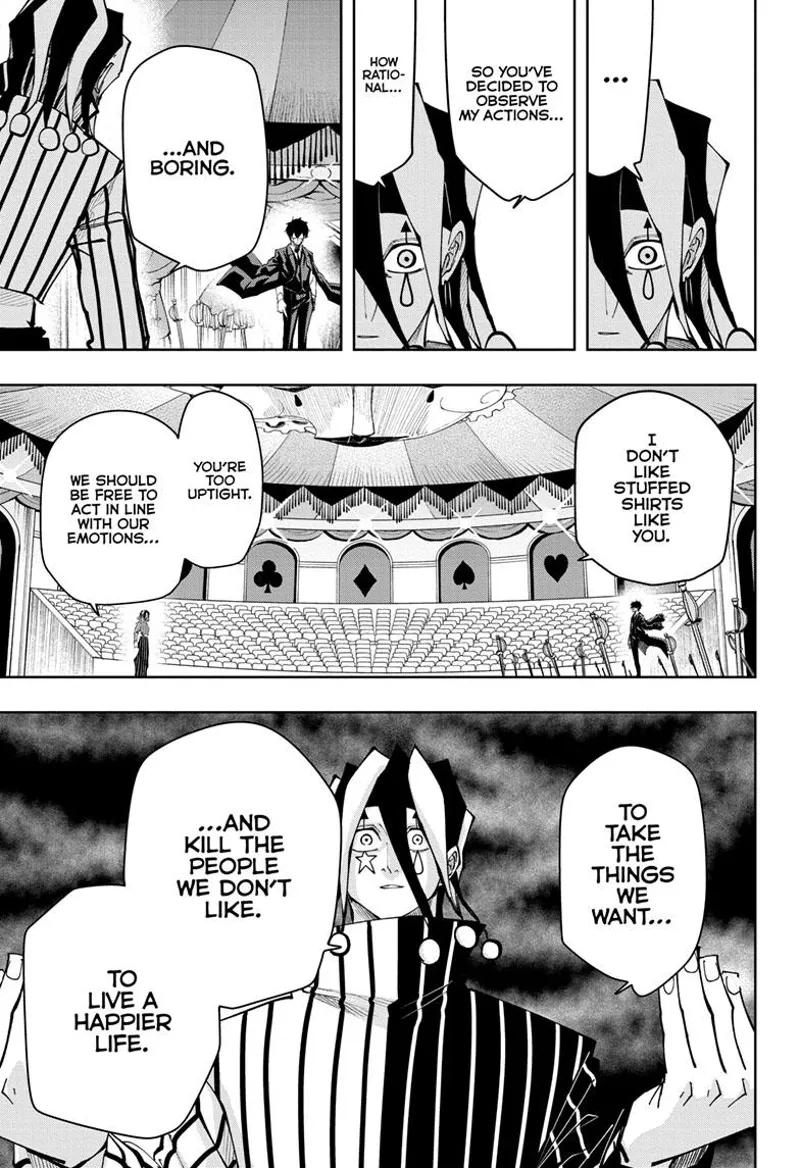 ...
SO YOU'VE
DECIDED TO
OBSERVE
MY ACTIONS...
HOW
RATIO-
NAL...
...AND
BORING.
I
DON'T
LIKE
STUFFED
SHIRTS
LIKE
YOU.
YOU'RE
TOO
UPTIGHT.
WE SHOULD
BE FREE TO
ACT IN LINE
WITH OUR
EMOTIONS...
TO
TAKE
THE
THINGS
WE
WANT...
...AND
KILL THE
PEOPLE
WE DON'T
LIKE.
TO
LIVE A
HAPPIER
LIFE.